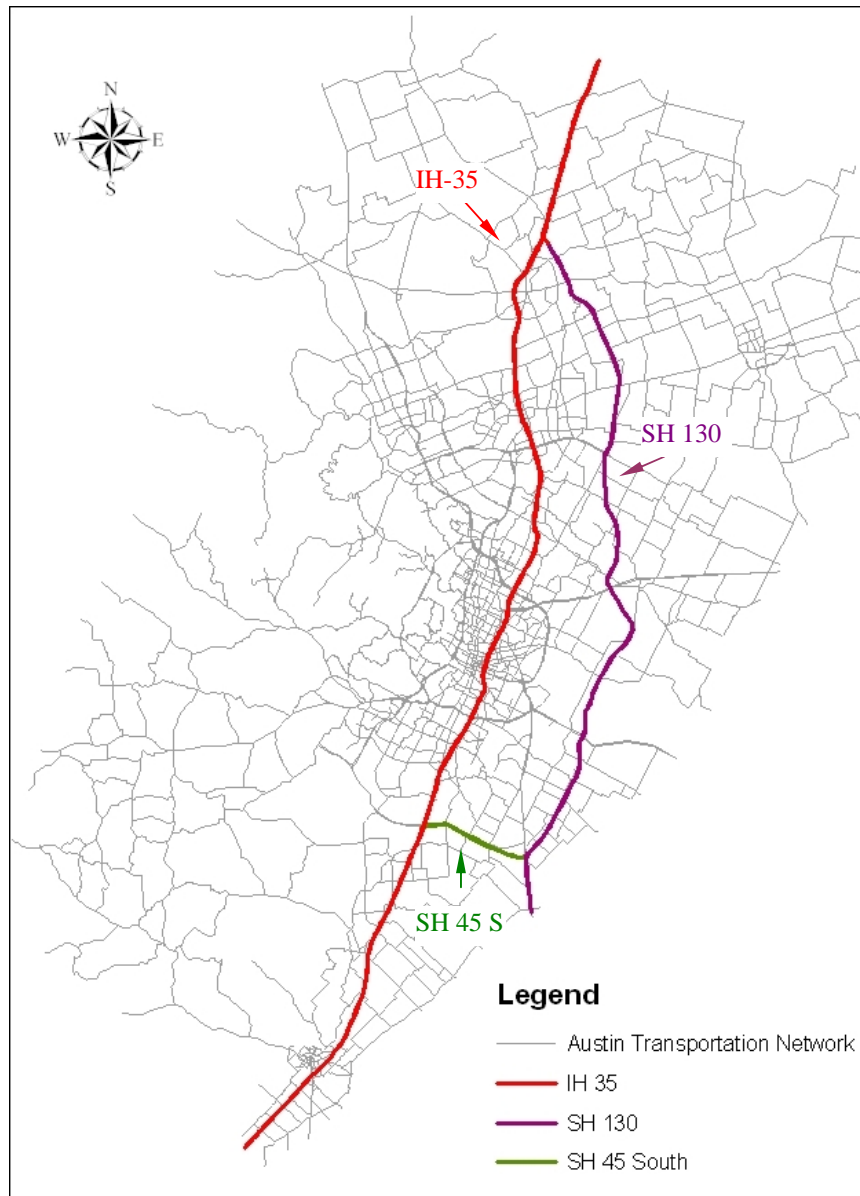 N
W E
S
IH-35
SH 130
SH 45 S
Legend
Austin Transportation Network
IH 35
SH 130
SH 45 South